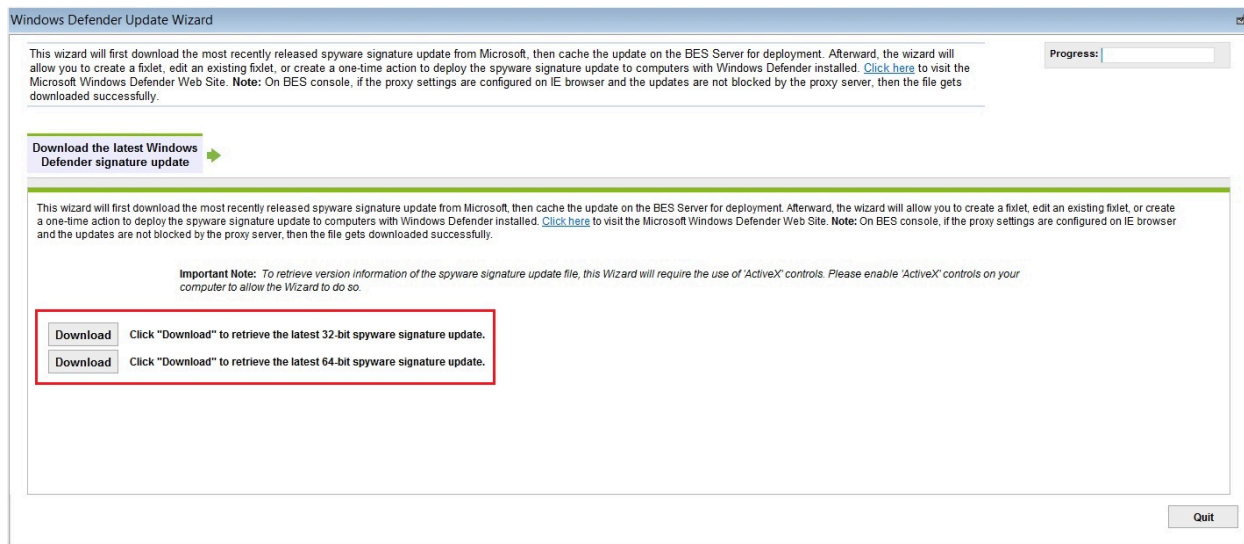 Windows Defender Update Wizard
This wizard will first download the most recently released spyware signature update from Microsoft, then cache the update on the BES Server for deployment. Afterward, the wizard will
allow you to create a fixlet, edit an existing fixlet, or create a one-time action to deploy the spyware signature update to computers with Windows Defender installed. Click here to visit the
Microsoft Windows Defender Web Site. Note: On BES console, if the proxy settings are configured on IE browser and the updates are not blocked by the proxy server, then the file gets
downloaded successfully.
Progress:
Download the latest Windows
Defender signature update
This wizard will first download the most recently released spyware signature update from Microsoft, then cache the update on the BES Server for deployment. Afterward, the wizard will allow you to create a fixlet, edit an existing fixlet, or create
a one-time action to deploy the spyware signature update to computers with Windows Defender installed. Click here to visit the Microsoft Windows Defender Web Site. Note: On BES console, if the proxy settings are configured on IE browser
and the updates are not blocked by the proxy server, then the file gets downloaded successfully.
Important Note: To retrieve version information of the spyware signature update file, this Wizard will require the use of 'ActiveX' controls. Please enable 'ActiveX' controls on your
computer to allow the Wizard to do so.
Download Click "Download" to retrieve the latest 32-bit spyware signature update.
Download Click "Download" to retrieve the latest 64-bit spyware signature update.
Quit